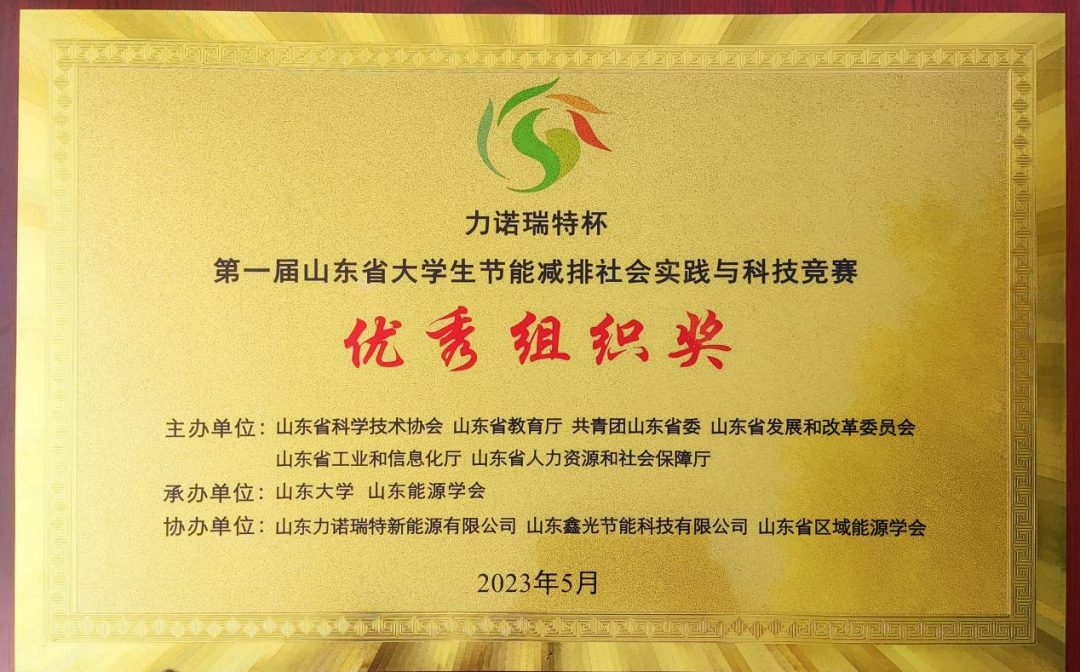 力诺瑞特杯
第一届山东省大学生节能减排社会实践与科技竞赛
优秀组织奖
主办单位：山东省科学技术协会 山东省教育厅 共青团山东省委 山东省发展和改革委员会
山东省工业和信息化厅 山东省人力资源和社会保障厅
承办单位：山东大学 山东能源学会
协办单位：山东力诺瑞特新能源有限公司 山东鑫光节能科技有限公司 山东省区域能源学会
2023年5月